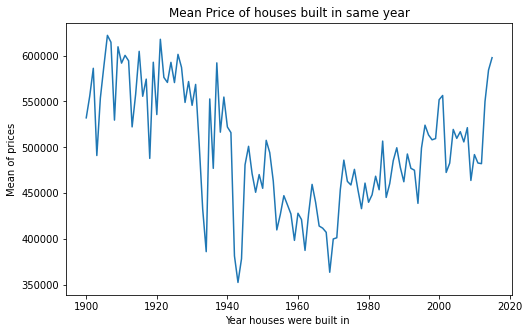 Mean Price of houses built in same year
Mean of prices
600000
550000
500000
450000
400000
350000
1900 1920 1940 1960 1980 2000 2020
Year houses were built in